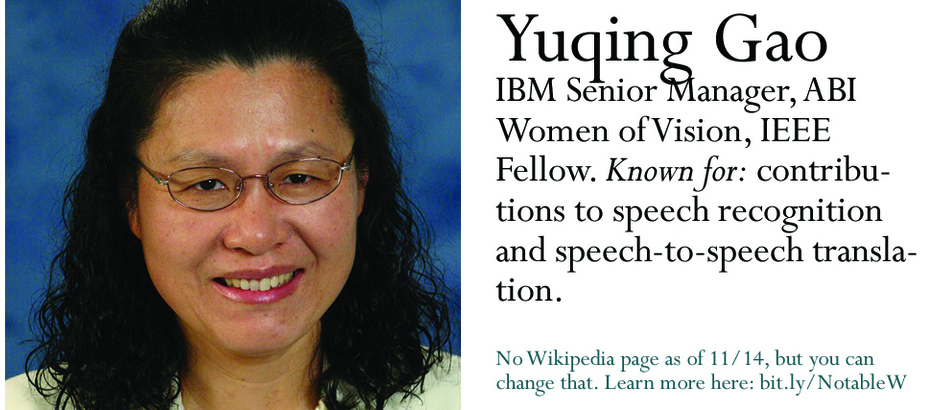 Yuqing Gao
IBM Senior Manager, ABI
Women of Vision, IEEE
Fellow. Known for: contribu-
tions to speech recognition
and speech-to-speech transla-
tion.
No Wikipedia page as of 11/14, but you can
change that. Learn more here: bit.ly/NotableW